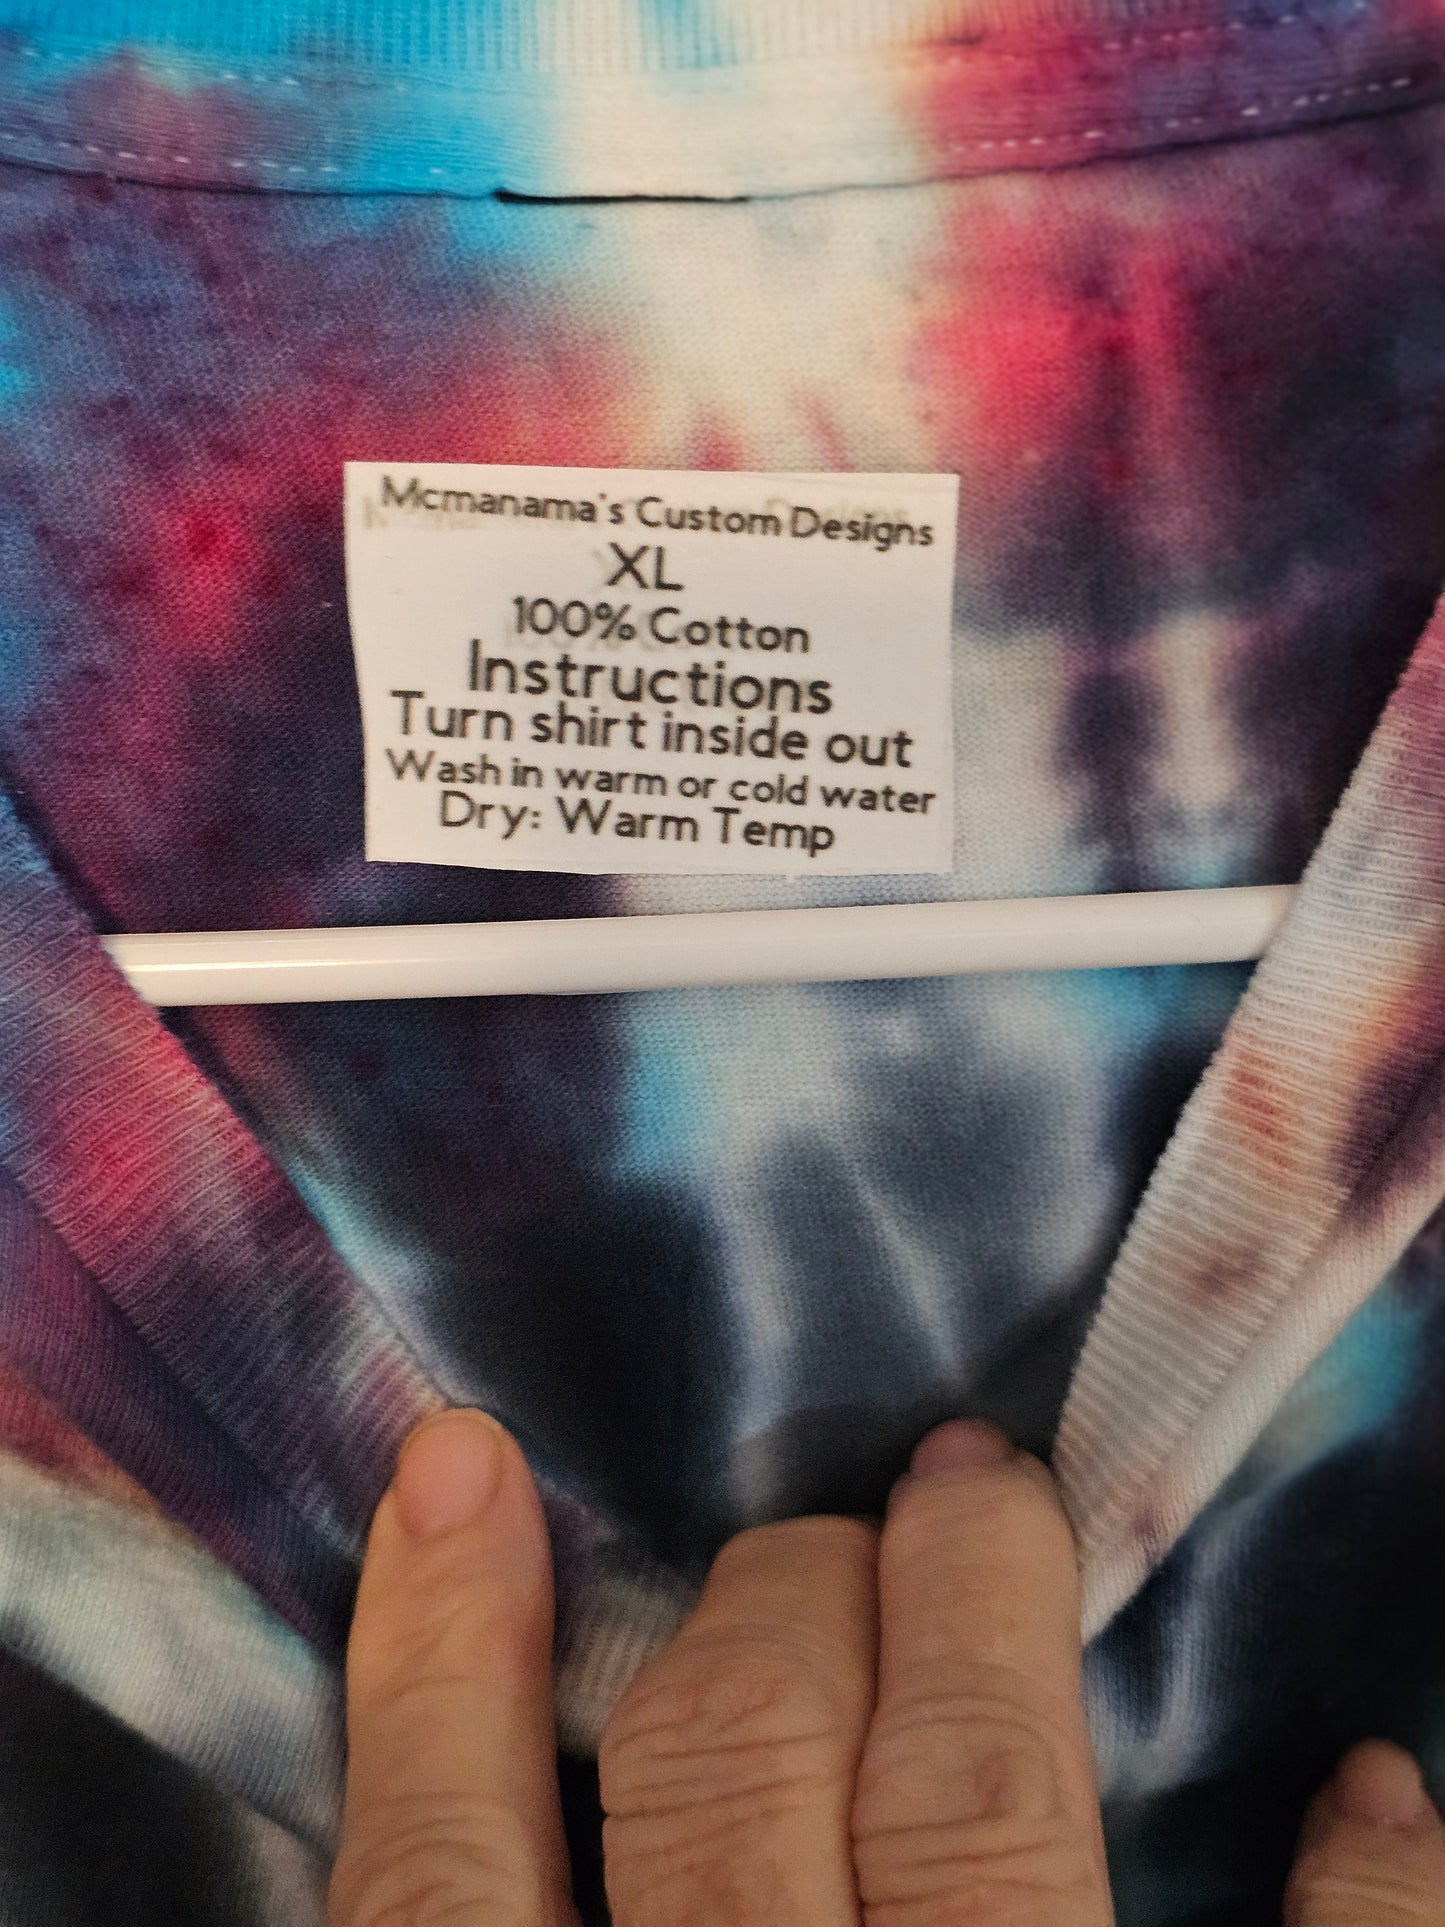 Mcmanama's Custom Designs
XL
100% Cotton
Instructions
Turn shirt inside out
Wash in warm or cold water
Dry: Warm Temp